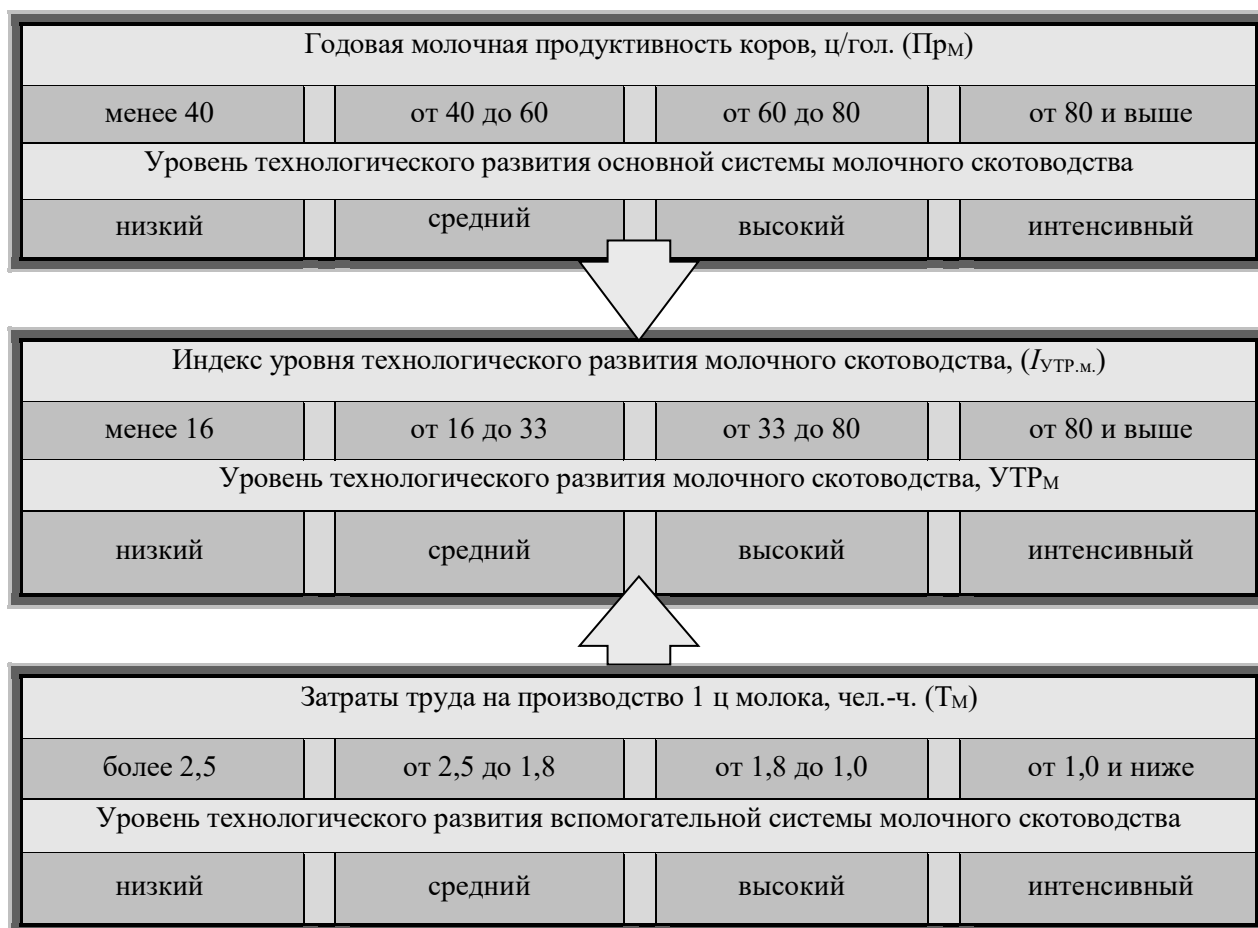 Годовая молочная продуктивность коров, ц/гол. (ПрМ)
менее 40 от 40 до 60 от 60 до 80 от 80 и выше
Уровень технологического развития основной системы молочного скотоводства
низкий средний высокий интенсивный
Индекс уровня технологического развития молочного скотоводства, (IУТР.м.)
менее 16 от 16 до 33 от 33 до 80 от 80 и выше
Уровень технологического развития молочного скотоводства, УТРМ
низкий средний высокий интенсивный
Затраты труда на производство 1 ц молока, чел.-ч. (ТМ)
более 2,5 от 2,5 до 1,8 от 1,8 до 1,0 от 1,0 и ниже
Уровень технологического развития вспомогательной системы молочного скотоводства
низкий средний высокий интенсивный